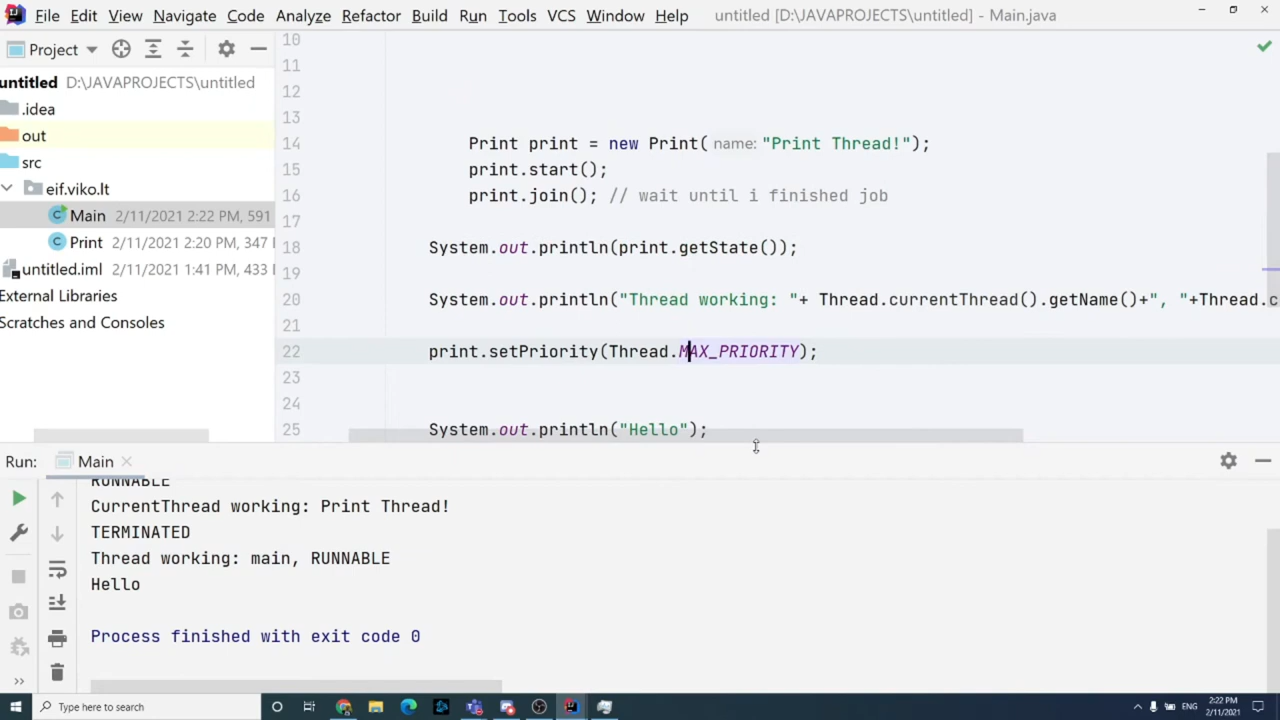 File Edit View Navigate Code Analyze Refactor Build Run Tools VCS Window Help untitled [D:\JAVAPROJECTS\untitled] - Main.java
Project
untitled D:\JAVAPROJECTS\untitled
.idea
out
src
eif.viko.lt
Main 2/11/2021 2:22 PM, 591
Print 2/11/2021 2:20 PM, 347
untitled.iml 2/11/2021 1:41 PM, 433
External Libraries
Scratches and Consoles
10
11
12
13
14 Print print = new Print( name: "Print Thread!");
15 print.start();
16 print.join(); // wait until i finished job
17
18 System.out.println(print.getState());
19
20 System.out.println("Thread working: "+ Thread.currentThread().getName()+", "+Thread.c
21
22 print.setPriority(Thread.MAX_PRIORITY);
23
24
25 System.out.println("Hello");
Run: Main
RUNNABLE
CurrentThread working: Print Thread!
TERMINATED
Thread working: main, RUNNABLE
Hello
Process finished with exit code 0
Type here to search
ENG
2:22 PM
2/11/2021